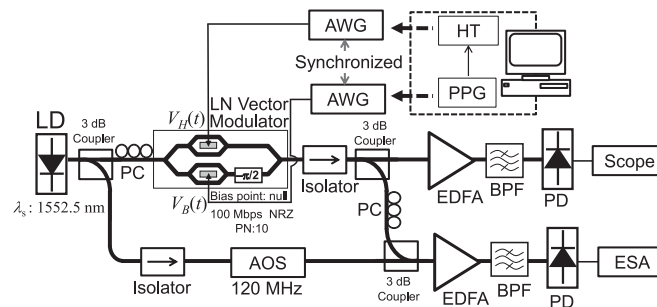 AWG
HT
Synchronized
AWG
PPG
LN Vector
Modulator
V_H(t)
3 dB
Coupler
LD
PC
-π/2
V_B(t)
Bias point: null
100 Mbps NRZ
PN:10
λs : 1552.5 nm
Isolator
3 dB
Coupler
EDFA
BPF
PD
Scope
PC
Isolator
AOS
120 MHz
3 dB
Coupler
EDFA
BPF
PD
ESA